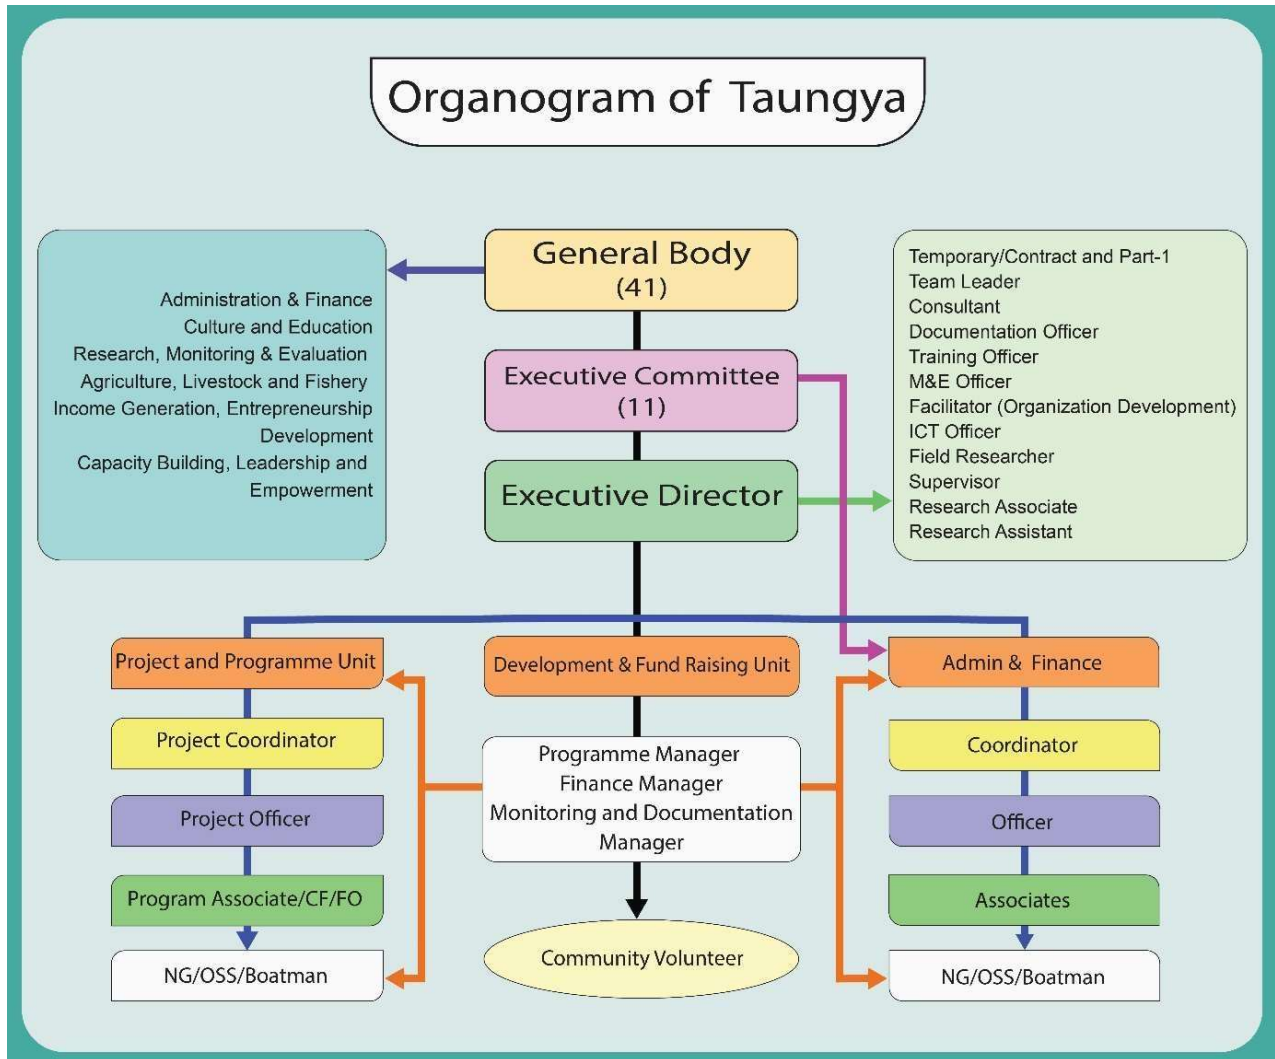 Organogram of Taungya
Administration & Finance
Culture and Education
Research, Monitoring & Evaluation
Agriculture, Livestock and Fishery
Income Generation, Entrepreneurship
Development
Capacity Building, Leadership and
Empowerment
General Body
(41)
Executive Committee
(11)
Executive Director
Temporary/Contract and Part-1
Team Leader
Consultant
Documentation Officer
Training Officer
M&E Officer
Facilitator (Organization Development)
ICT Officer
Field Researcher
Supervisor
Research Associate
Research Assistant
Project and Programme Unit
Project Coordinator
Project Officer
Program Associate/CF/FO
NG/OSS/Boatman
Development & Fund Raising Unit
Programme Manager
Finance Manager
Monitoring and Documentation
Manager
Community Volunteer
Admin & Finance
Coordinator
Officer
Associates
NG/OSS/Boatman